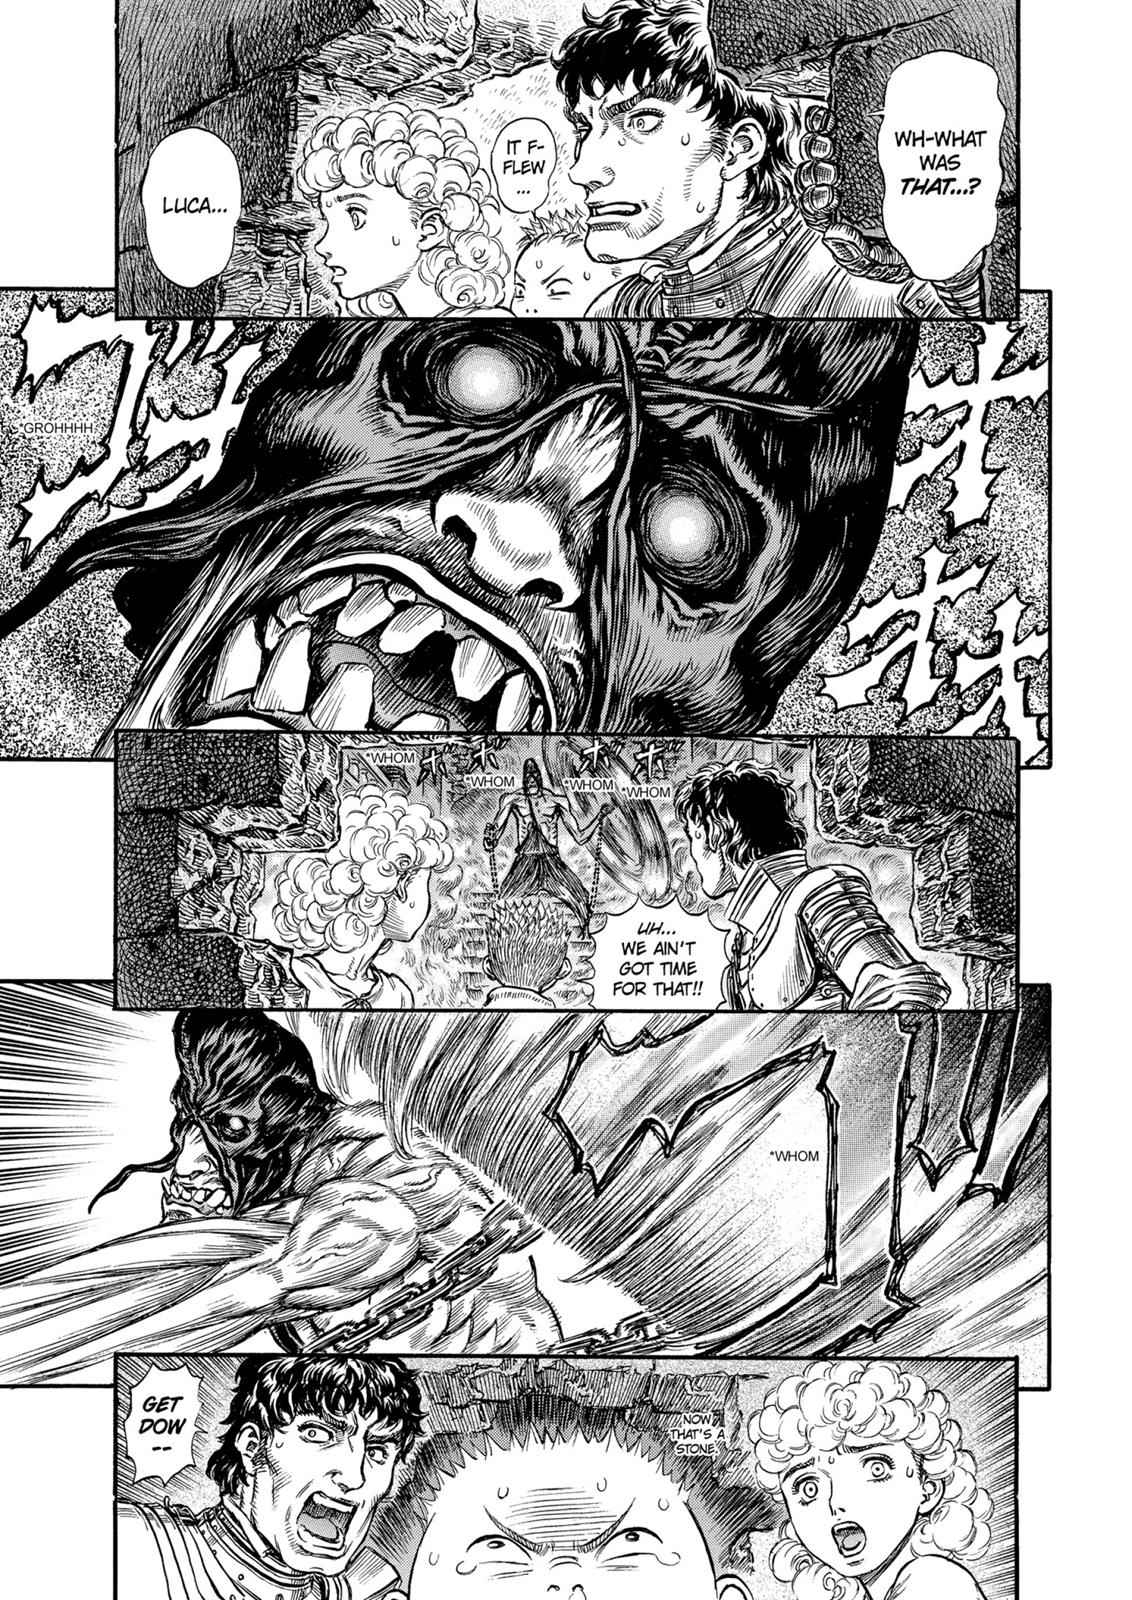 WH-WHAT
WAS
THAT...?
IT F-
FLEW
...
LUCA...
*GROHHHH
*WHOM
*WHOM
*WHOM
*WHOM
UH...
WE AIN'T
GOT TIME
FOR THAT!!
*WHOM
NOW
THAT'S A
STONE.
GET
DOW
--